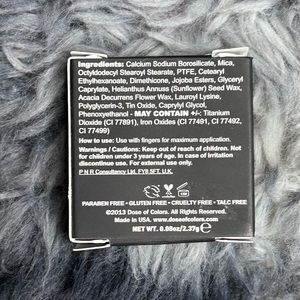 Ingredients: Calcium Sodium Borosilicate, Mica,
Octyldodecyl Stearoyl Stearate, PTFE, Cetearyl
Ethylhexanoate, Dimethicone, Jojoba Esters, Glyceryl
Caprylate, Helianthus Annuus (Sunflower) Seed Wax,
Acacia Decurrens Flower Wax, Lauroyl Lysine,
Polyglycerin-3, Tin Oxide, Caprylyl Glycol,
Phenoxyethanol - MAY CONTAIN +/-: Titanium
Dioxide (CI 77891), Iron Oxides (CI 77491, CI 77492,
CI 77499)
How to use: Use with fingers for maximum application.
Warnings / Cautions: Keep out of reach of children. Not
for children under 3 years of age. In case of irritation
discontinue use. For external use only.
P N R Consultancy Ltd. FY8 5FT. U.K.
PARABEN FREE • GLUTEN FREE • CRUELTY FREE • TALC FREE
©2013 Dose of Colors. All Rights Reserved.
Made in USA. www.doseofcolors.com
Net Wt. 0.08oz/2.37g